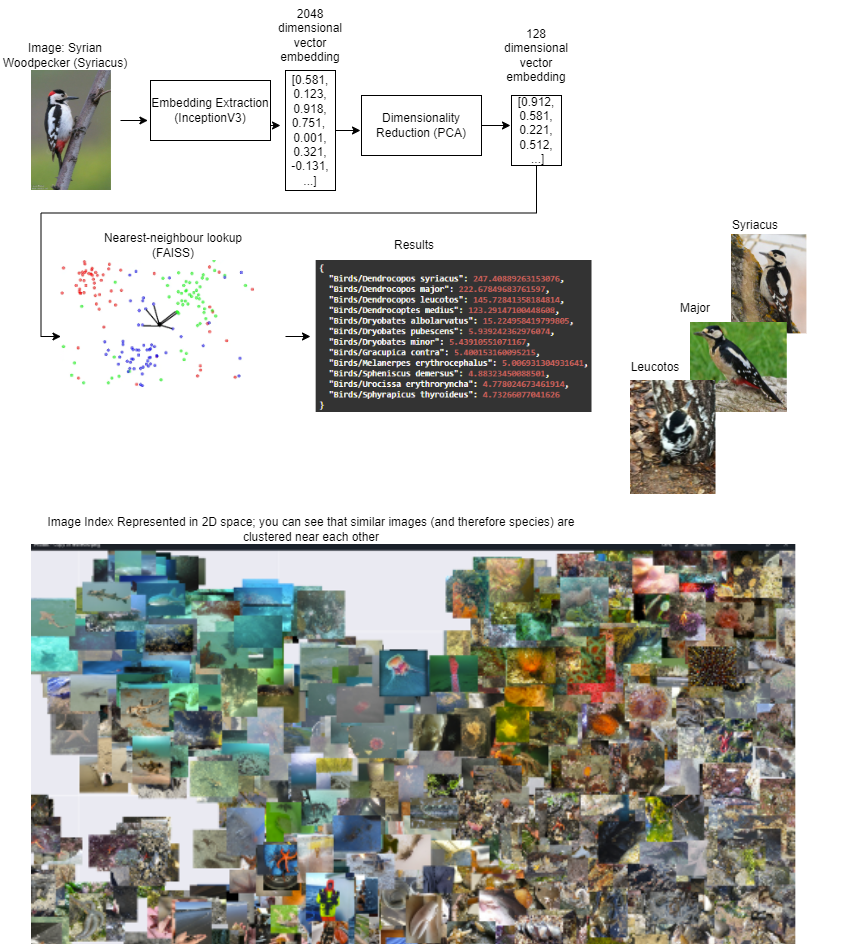 2048
dimensional
vector
embedding
Image: Syrian
Woodpecker (Syriacus)
128
dimensional
vector
embedding
Embedding Extraction
(InceptionV3)
[0.581,
0.123,
0.918,
0.751,
0.001,
0.321,
-0.131,
...]
Dimensionality
Reduction (PCA)
[0.912,
0.581,
0.221,
0.512,
...]
Nearest-neighbour lookup
(FAISS)
Results
{
"Birds/Dendrocopos syriacus": 247.40889263153076,
"Birds/Dendrocopos major": 222.67849683761597,
"Birds/Dendrocopos leucotos": 145.72841358184814,
"Birds/Dendrocoptes medius": 123.29147100448608,
"Birds/Dryobates albolarvatus": 15.224958419799805,
"Birds/Dryobates pubescens": 5.939242362976074,
"Birds/Dryobates minor": 5.43910551071167,
"Birds/Gracupica contra": 5.400153160095215,
"Birds/Melanerpes erythrocephalus": 5.006931304931641,
"Birds/Spheniscus demersus": 4.88323450088501,
"Birds/Urocissa erythroryncha": 4.778024673461914,
"Birds/Sphyrapicus thyroideus": 4.73266077041626
}
Syriacus
Major
Leucotos
Image Index Represented in 2D space; you can see that similar images (and therefore species) are
clustered near each other